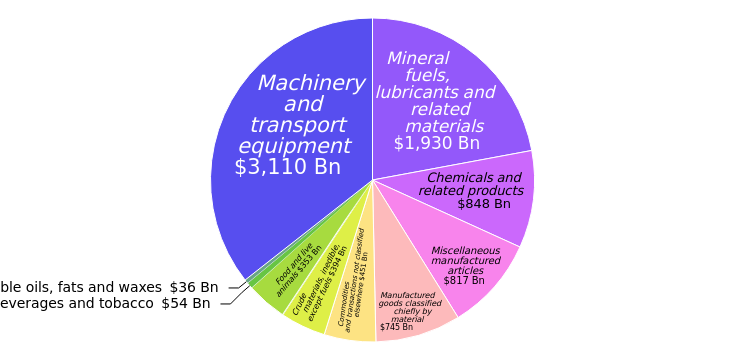 Machinery
and
transport
equipment
$3,110 Bn
Mineral
fuels,
lubricants and
related
materials
$1,930 Bn
Chemicals and
related products
$848 Bn
Miscellaneous
manufactured
articles
$817 Bn
Manufactured
goods classified
chiefly by
material
$745 Bn
Commodities
and transactions not classified
elsewhere $451 Bn
Crude
materials, inedible,
except fuels $394 Bn
Food and live
animals $353 Bn
ble oils, fats and waxes $36 Bn
everages and tobacco $54 Bn